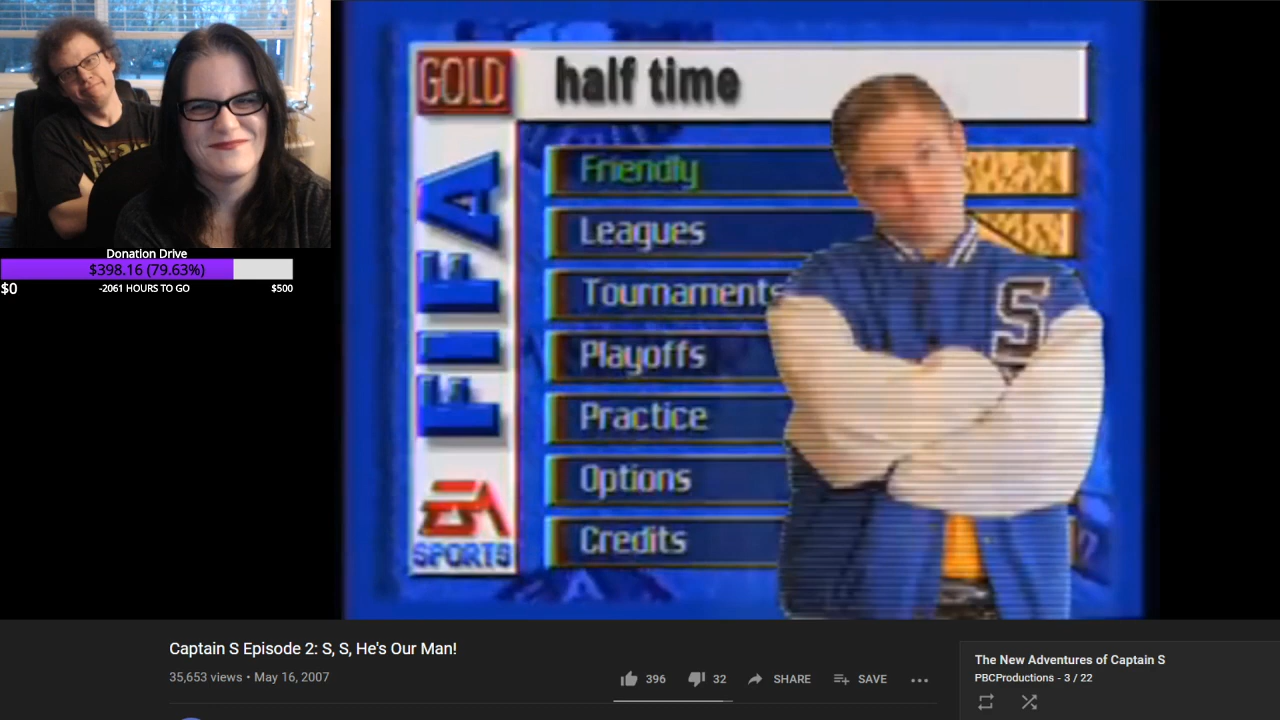 GOLD
half time
FIFA
Friendly
Leagues
Tournaments
Playoffs
Practice
Options
Credits
S
EA
SPORTS
Donation Drive
$398.16 (79.63%)
$0
-2061 HOURS TO GO
$500
Captain S Episode 2: S, S, He's Our Man!
35,653 views • May 16, 2007
396
32
SHARE
SAVE
The New Adventures of Captain S
PBCProductions - 3 / 22